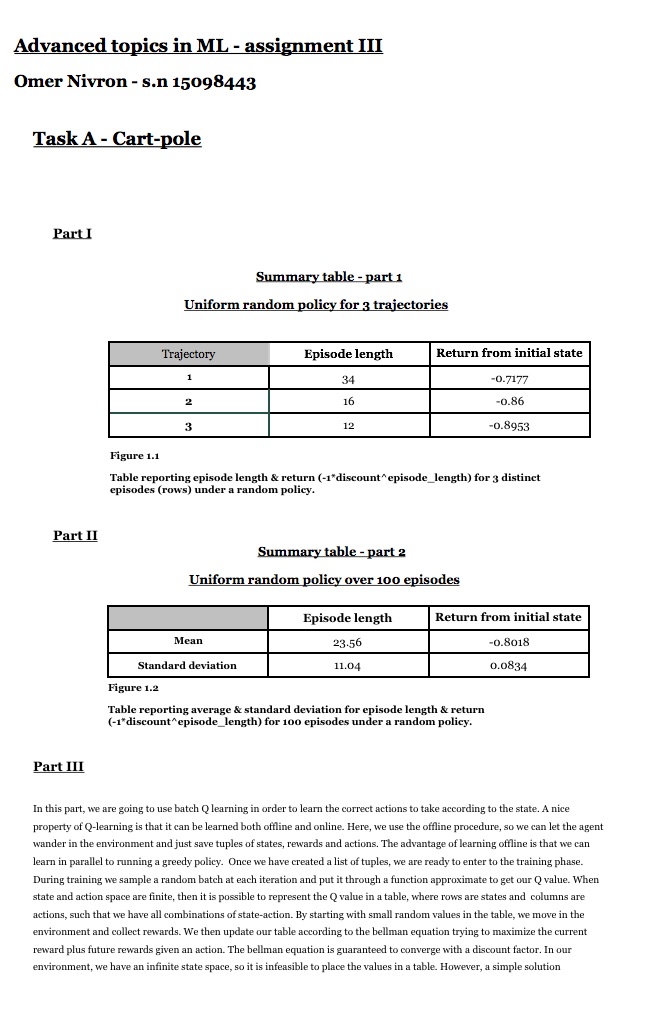 Advanced topics in ML - assignment III
Omer Nivron - s.n 15098443
Task A - Cart-pole
Part I
Summary table - part 1
Uniform random policy for 3 trajectories
Trajectory Episode length Return from initial state
1 34 -0.7177
2 16 -0.86
3 12 -0.8953
Figure 1.1
Table reporting episode length & return (-1*discount^episode_length) for 3 distinct
episodes (rows) under a random policy.
Part II
Summary table - part 2
Uniform random policy over 100 episodes
Episode length Return from initial state
Mean 23.56 -0.8018
Standard deviation 11.04 0.0834
Figure 1.2
Table reporting average & standard deviation for episode length & return
(-1*discount^episode_length) for 100 episodes under a random policy.
Part III
In this part, we are going to use batch Q learning in order to learn the correct actions to take according to the state. A nice
property of Q-learning is that it can be learned both offline and online. Here, we use the offline procedure, so we can let the agent
wander in the environment and just save tuples of states, rewards and actions. The advantage of learning offline is that we can
learn in parallel to running a greedy policy. Once we have created a list of tuples, we are ready to enter to the training phase.
During training we sample a random batch at each iteration and put it through a function approximate to get our Q value. When
state and action space are finite, then it is possible to represent the Q value in a table, where rows are states and columns are
actions, such that we have all combinations of state-action. By starting with small random values in the table, we move in the
environment and collect rewards. We then update our table according to the bellman equation trying to maximize the current
reward plus future rewards given an action. The bellman equation is guaranteed to converge with a discount factor. In our
environment, we have an infinite state space, so it is infeasible to place the values in a table. However, a simple solution